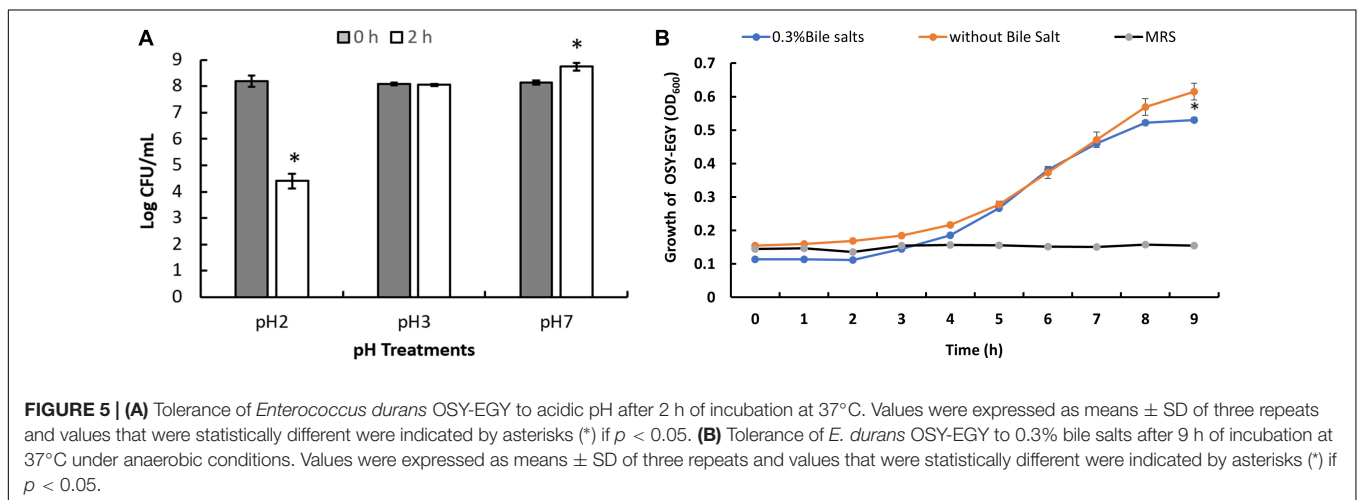 A
0 h 2 h
9
8
7
6
5
4
3
2
1
0
Log CFU/mL
*
*
pH2 pH3 pH7
pH Treatments
B
0.3%Bile salts without Bile Salt MRS
0.7
0.6
0.5
0.4
0.3
0.2
0.1
0
Growth of OSY-EGY (OD600)
*
0 1 2 3 4 5 6 7 8 9
Time (h)
FIGURE 5 | (A) Tolerance of Enterococcus durans OSY-EGY to acidic pH after 2 h of incubation at 37°C. Values were expressed as means ± SD of three repeats
and values that were statistically different were indicated by asterisks (*) if p < 0.05. (B) Tolerance of E. durans OSY-EGY to 0.3% bile salts after 9 h of incubation at
37°C under anaerobic conditions. Values were expressed as means ± SD of three repeats and values that were statistically different were indicated by asterisks (*) if
p < 0.05.